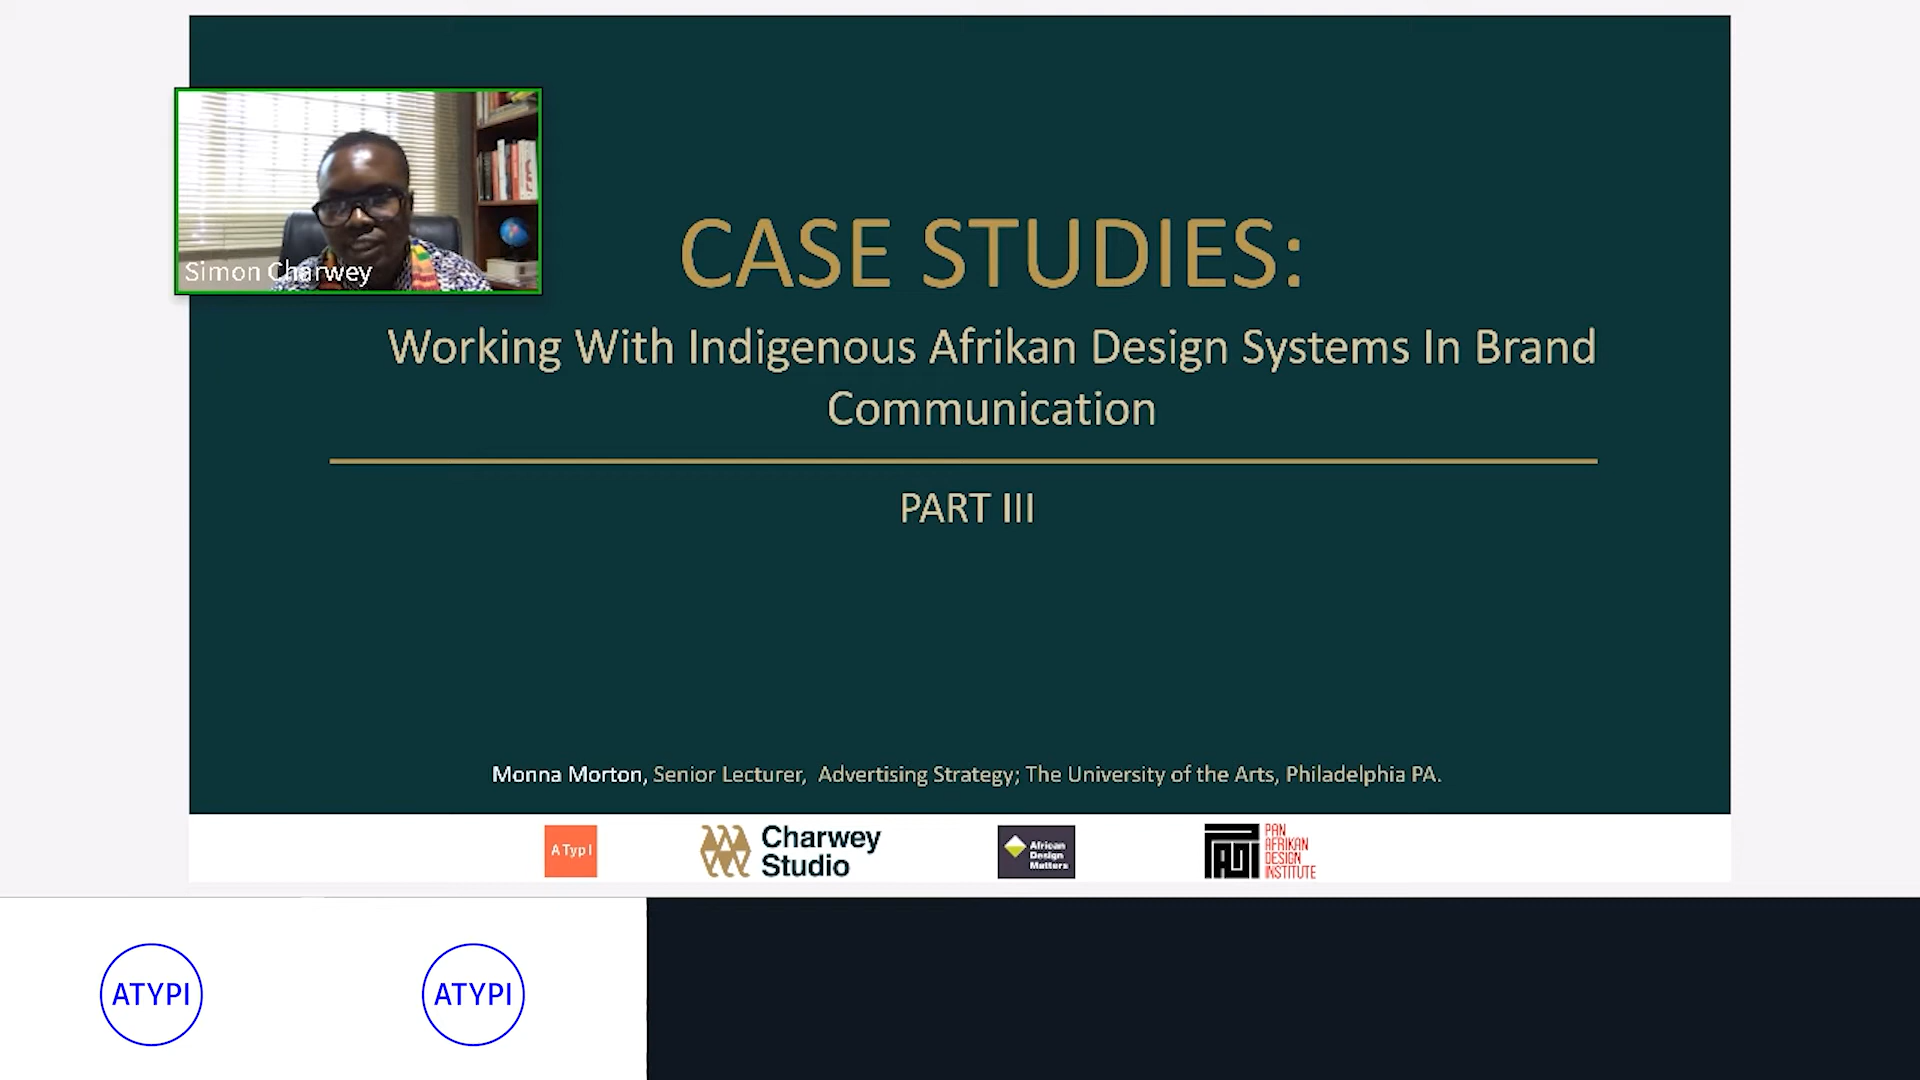 Simon Charwey
CASE STUDIES:
Working With Indigenous Afrikan Design Systems In Brand
Communication
PART III
Monna Morton, Senior Lecturer, Advertising Strategy; The University of the Arts, Philadelphia PA.
ATypI
Charwey
Studio
African
Design
Matters
PADI
PAN
AFRIKAN
DESIGN
INSTITUTE
ATYPI
ATYPI